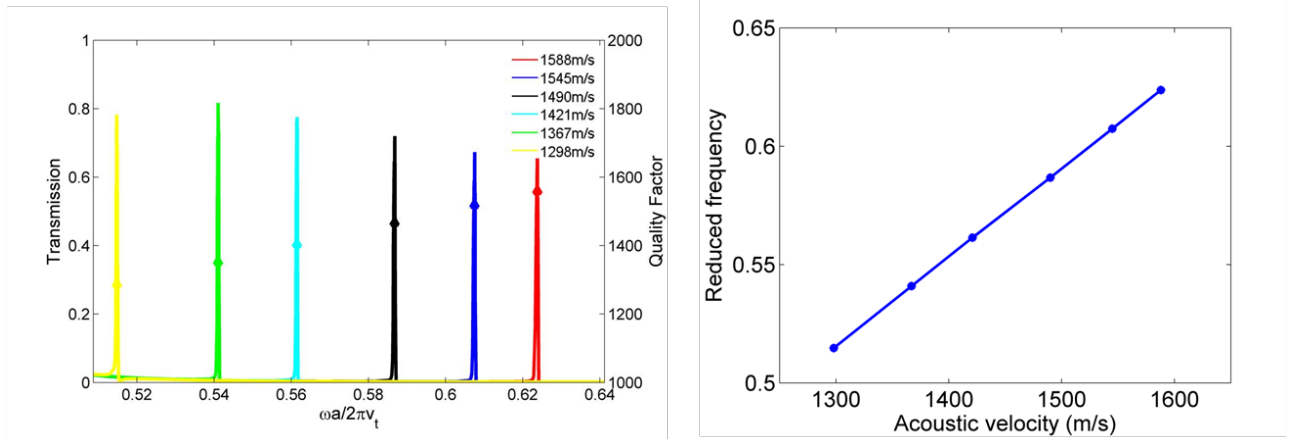 1
0.8
0.6
0.4
0.2
0
Transmission
0.52
0.54
0.56
0.58
0.6
0.62
0.64
ωa/2πvt
2000
1800
1600
1400
1200
1000
Quality Factor
1588m/s
1545m/s
1490m/s
1421m/s
1367m/s
1298m/s
0.65
0.6
0.55
0.5
Reduced frequency
1300
1400
1500
1600
Acoustic velocity (m/s)